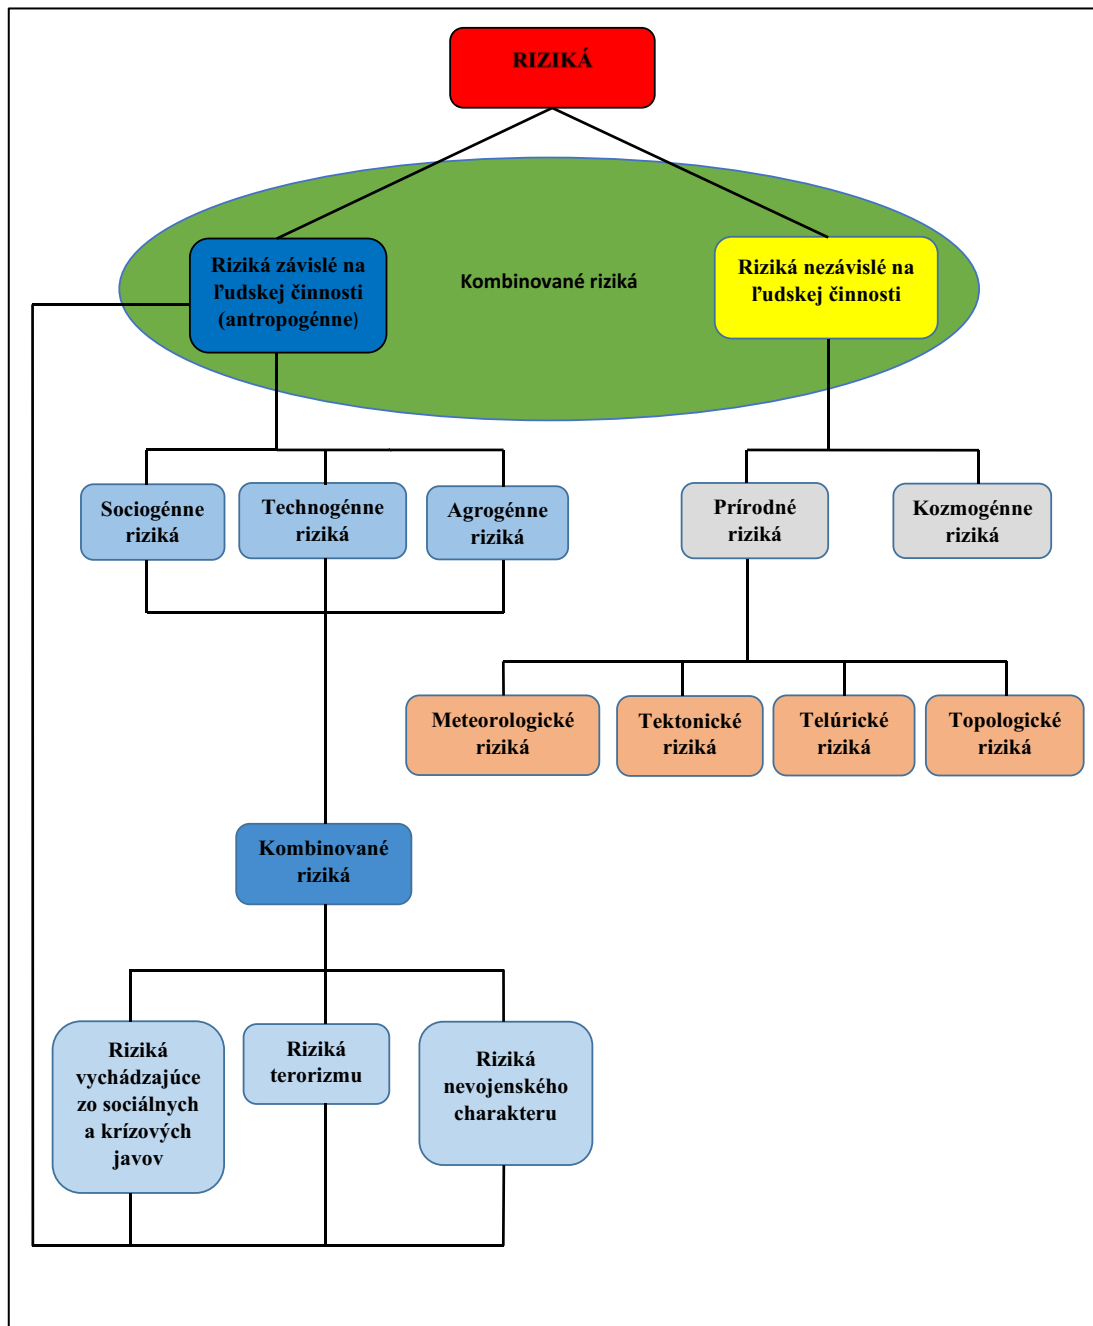 RIZIKÁ
Riziká závislé na
ľudskej činnosti
(antropogénne)
Kombinované riziká
Riziká nezávislé na
ľudskej činnosti
Sociogénne
riziká
Technogénne
riziká
Agrogénne
riziká
Prírodné
riziká
Kozmogénne
riziká
Meteorologické
riziká
Tektonické
riziká
Telúrické
riziká
Topologické
riziká
Kombinované
riziká
Riziká
vychádzajúce
zo sociálnych
a krízových
javov
Riziká
terorizmu
Riziká
nevojenského
charakteru